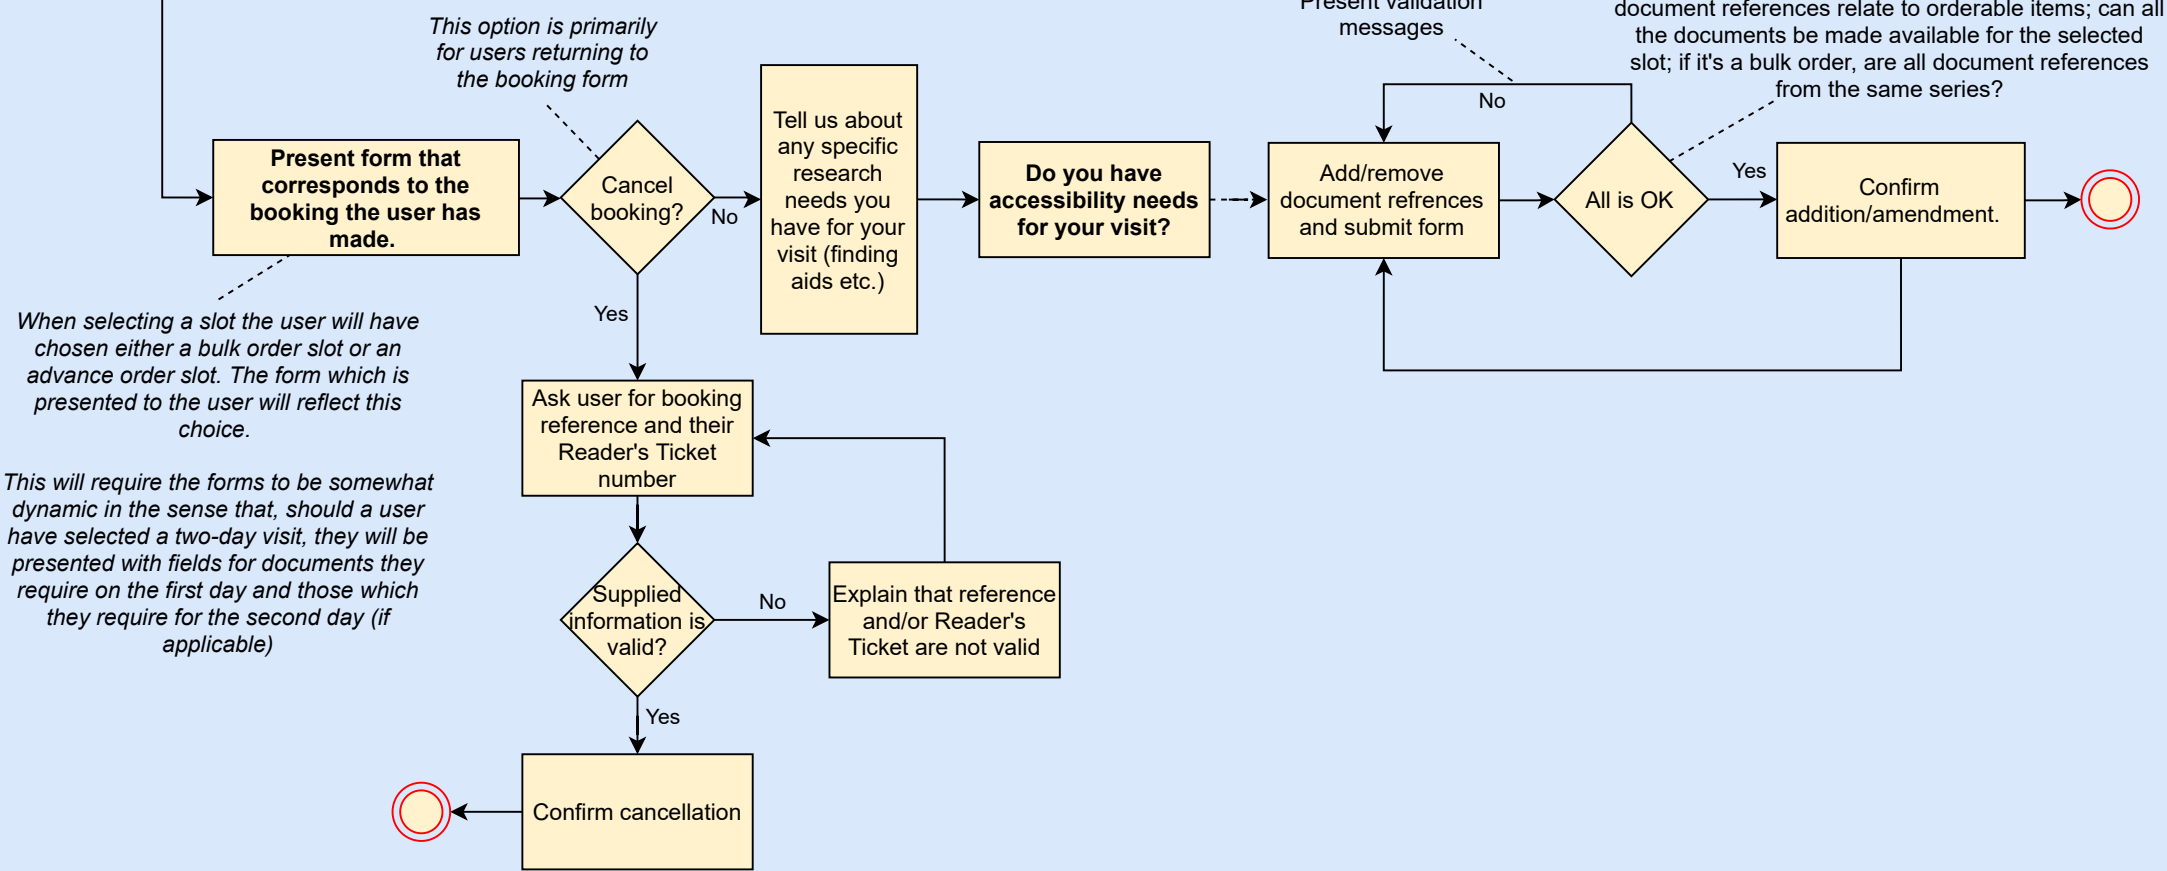 This option is primarily
for users returning to
the booking form
Present validation
messages
document references relate to orderable items; can all
the documents be made available for the selected
slot; if it's a bulk order, are all document references
from the same series?
Present form that
corresponds to the
booking the user has
made.
Cancel
booking?
No
Tell us about
any specific
research
needs you
have for your
visit (finding
aids etc.)
Do you have
accessibility needs
for your visit?
No
Add/remove
document refrences
and submit form
All is OK
Yes
Confirm
addition/amendment.
When selecting a slot the user will have
chosen either a bulk order slot or an
advance order slot. The form which is
presented to the user will reflect this
choice.
This will require the forms to be somewhat
dynamic in the sense that, should a user
have selected a two-day visit, they will be
presented with fields for documents they
require on the first day and those which
they require for the second day (if
applicable)
Yes
Ask user for booking
reference and their
Reader's Ticket
number
Supplied
information is
valid?
No
Explain that reference
and/or Reader's
Ticket are not valid
Yes
Confirm cancellation